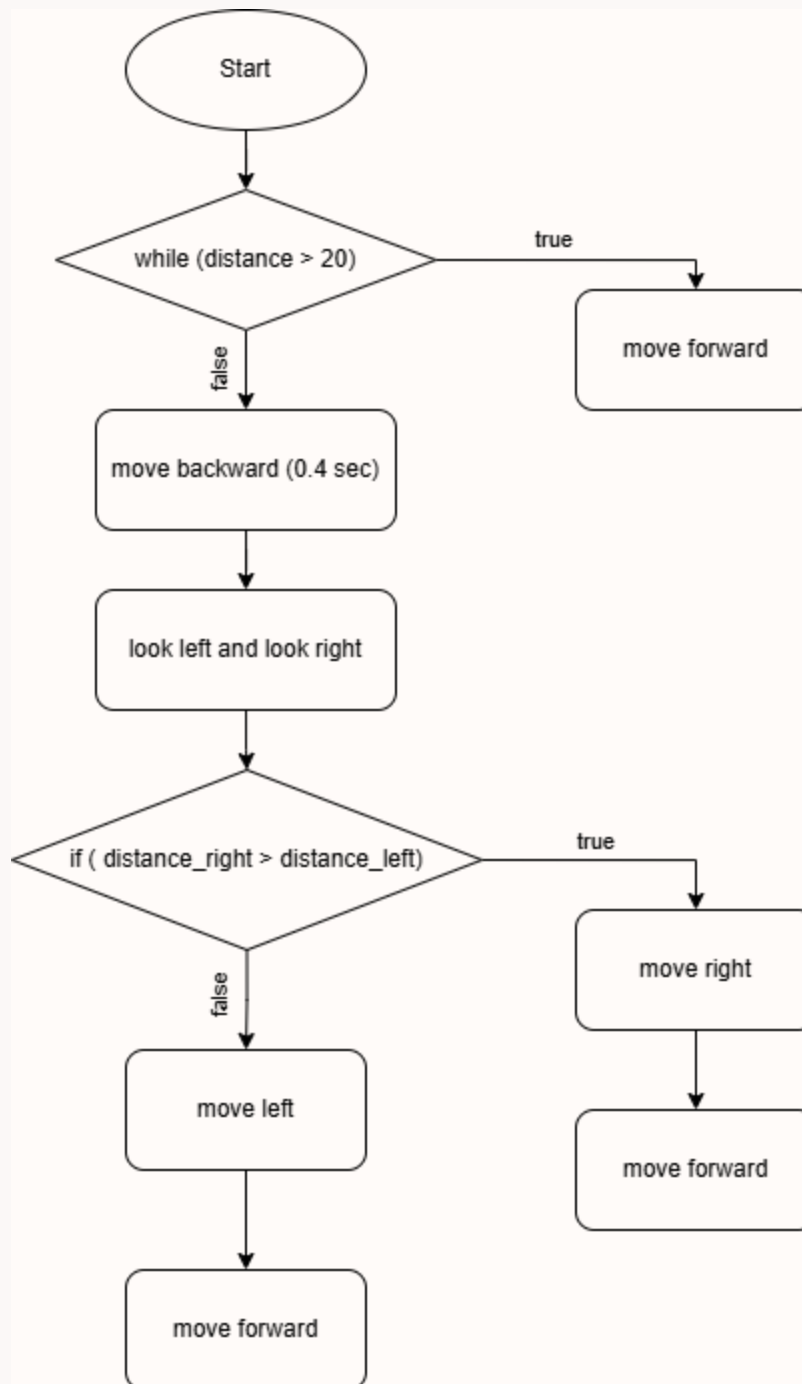 Start
while (distance > 20)
true
move forward
false
move backward (0.4 sec)
look left and look right
if ( distance_right > distance_left)
true
move right
false
move left
move forward
move forward